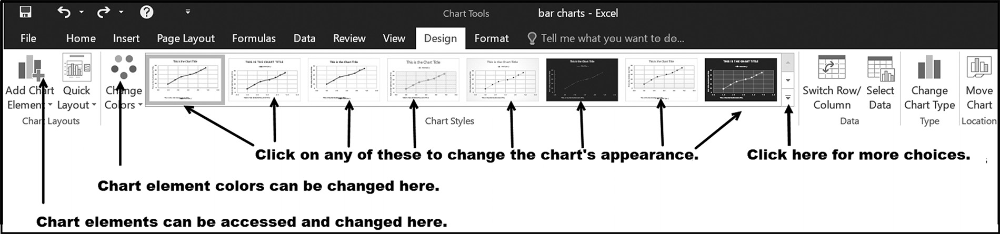 Chart Tools
bar charts - Excel
File Home Insert Page Layout Formulas Data Review View Design Format Tell me what you want to do...
This is the Chart Title
THIS IS THE CHART TITLE
This is the Chart Title
This is the Chart Title
This is the Chart Title
This is the Chart Title
This is the Chart Title
THIS IS THE CHART TITLE
Add Chart
Element
Quick
Layout
Change
Colors
Switch Row/
Column
Select
Data
Change
Chart Type
Move
Chart
Chart Layouts
Chart Styles
Data
Type
Location
Click on any of these to change the chart's appearance.
Click here for more choices.
Chart element colors can be changed here.
Chart elements can be accessed and changed here.